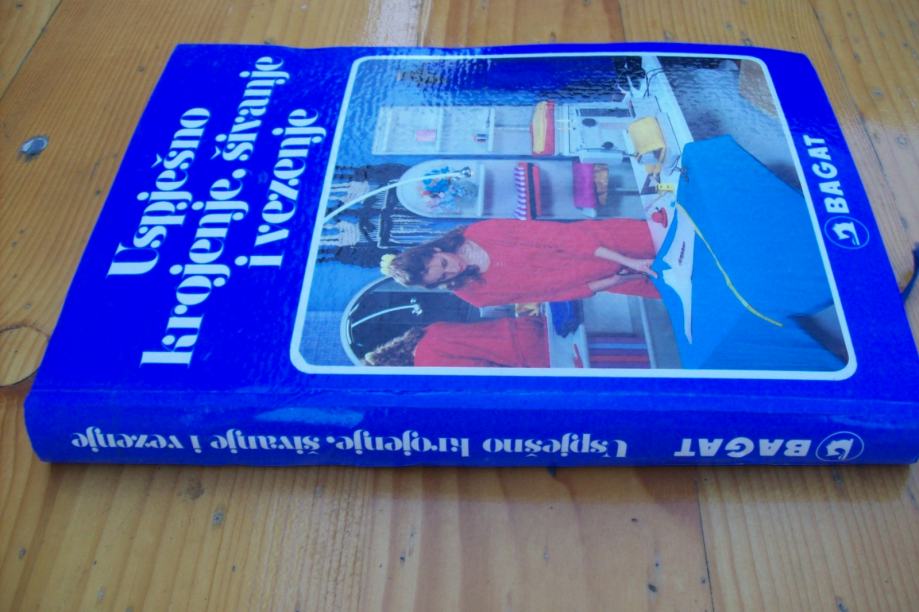 Uspješno
krojenje, šivanje
i vezenje
BAGAT
BAGAT
Uspješno krojenje, šivanje i vezenje